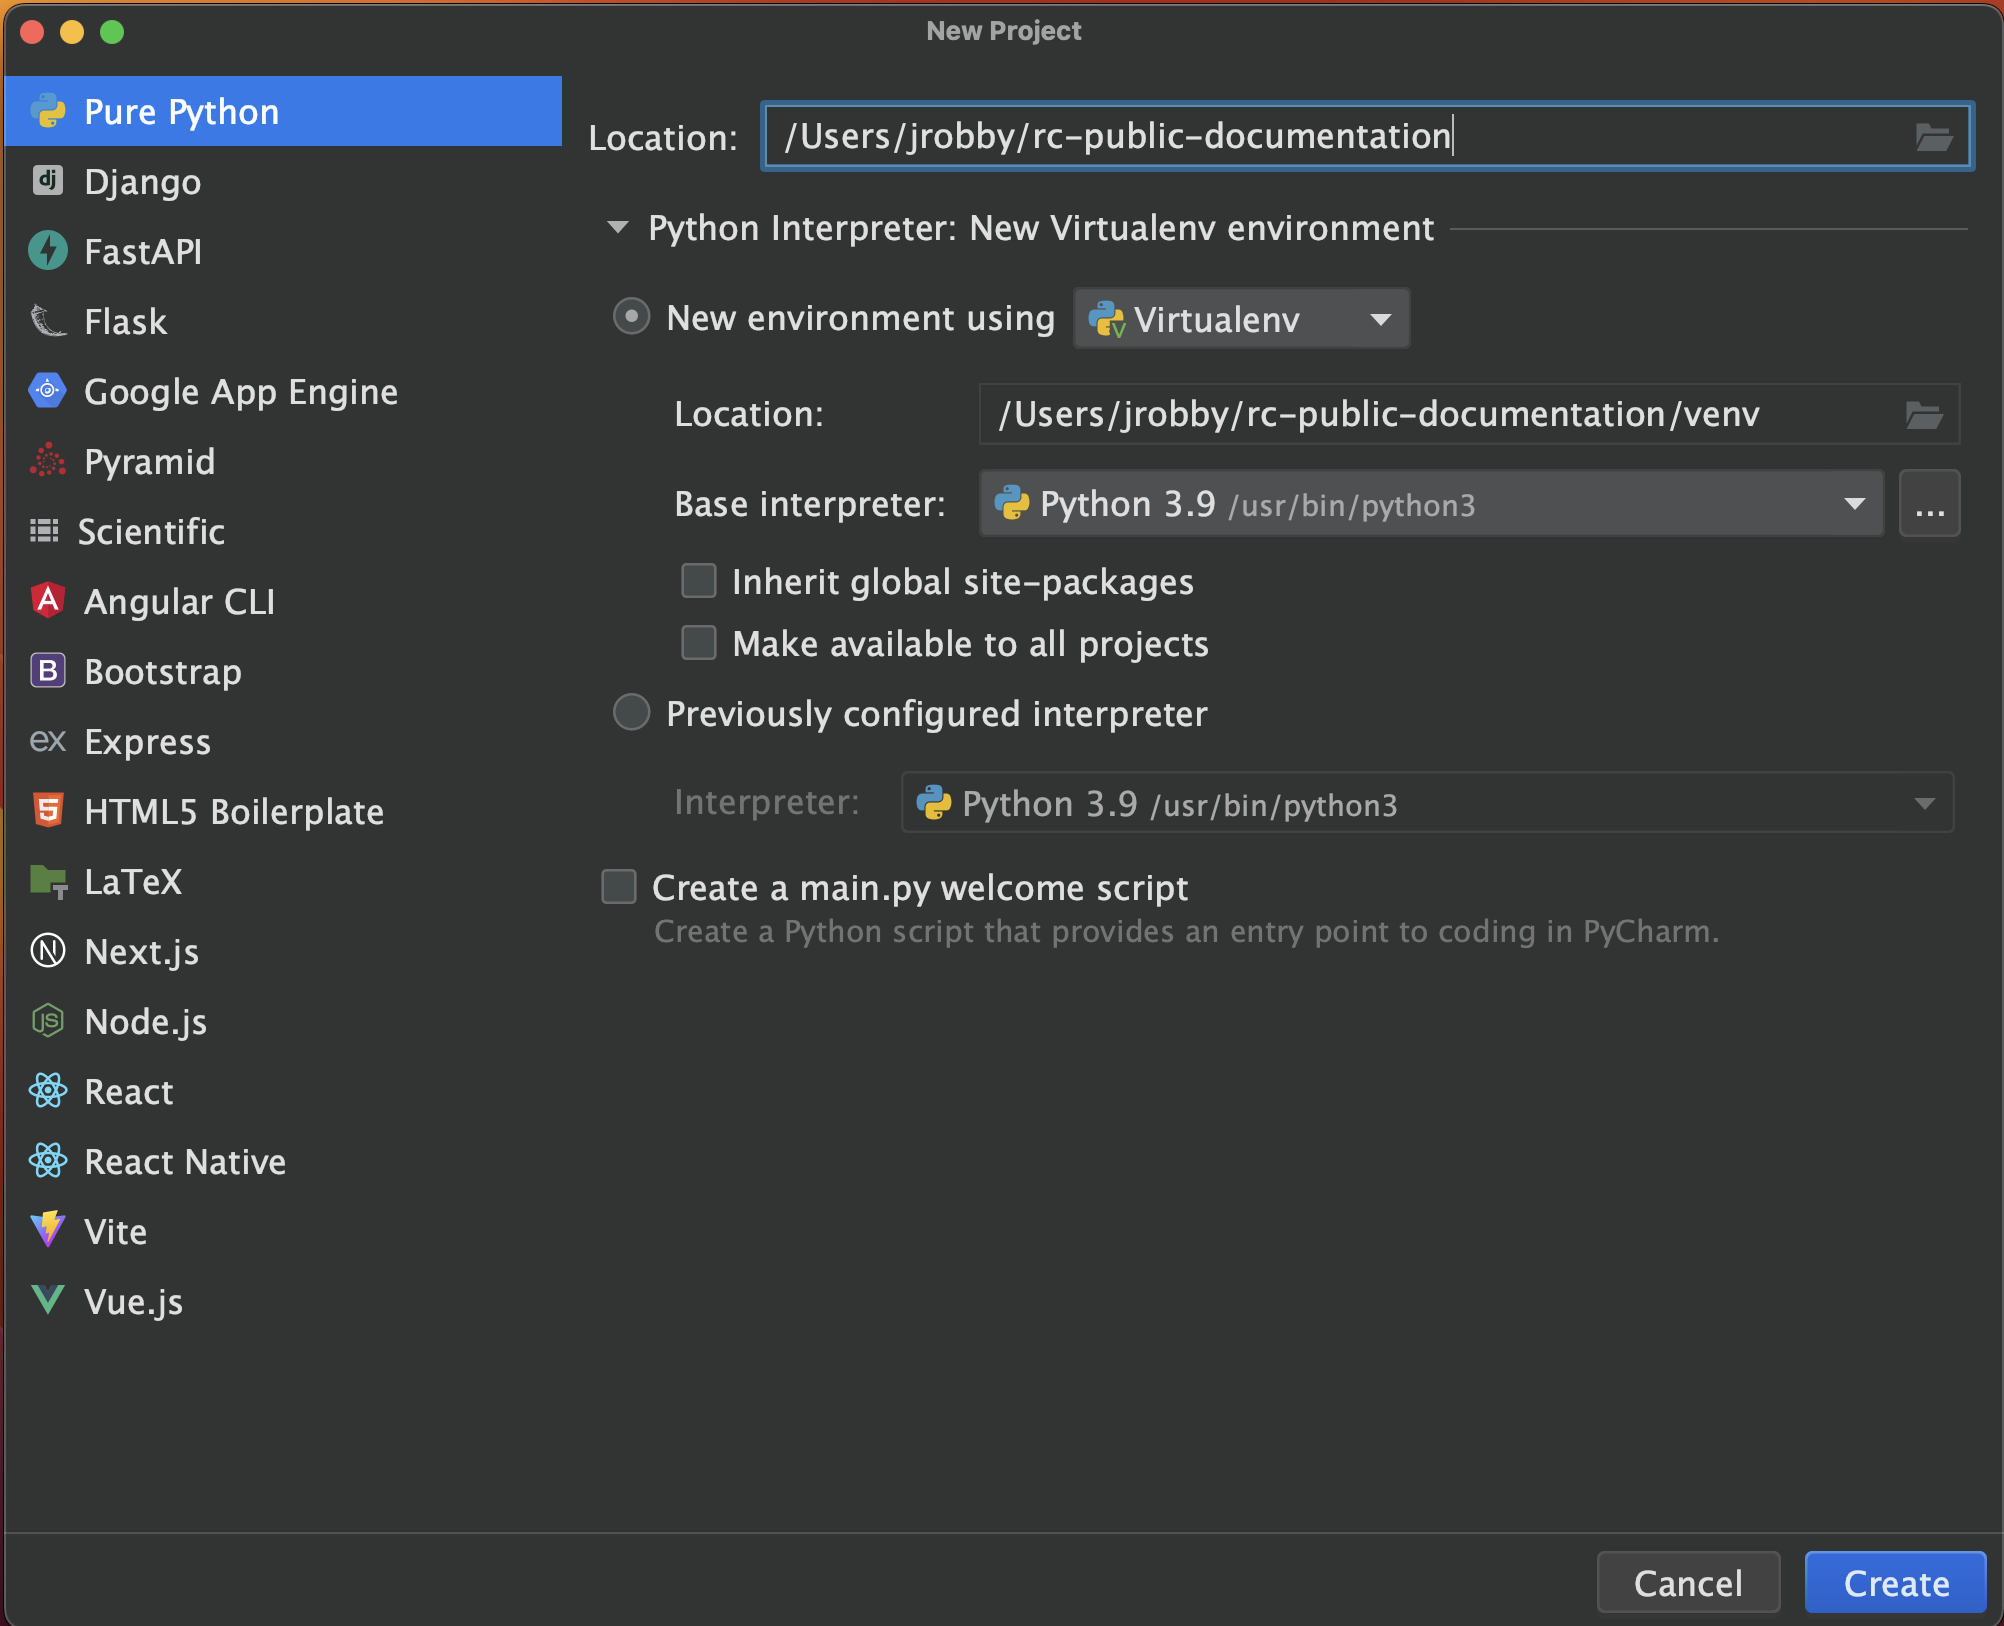 New Project
Pure Python
Django
FastAPI
Flask
Google App Engine
Pyramid
Scientific
Angular CLI
Bootstrap
Express
HTML5 Boilerplate
LaTeX
Next.js
Node.js
React
React Native
Vite
Vue.js
Location: /Users/jrobby/rc-public-documentation
Python Interpreter: New Virtualenv environment
New environment using Virtualenv
Location: /Users/jrobby/rc-public-documentation/venv
Base interpreter: Python 3.9 /usr/bin/python3 ...
Inherit global site-packages
Make available to all projects
Previously configured interpreter
Interpreter: Python 3.9 /usr/bin/python3
Create a main.py welcome script
Create a Python script that provides an entry point to coding in PyCharm.
Cancel Create